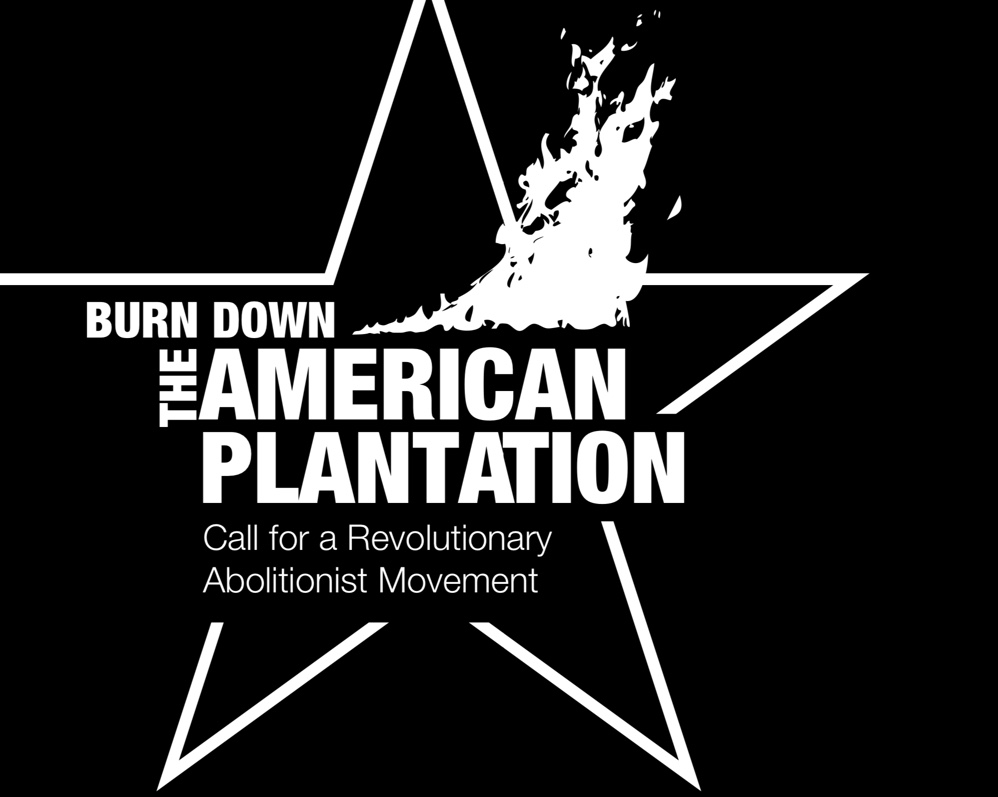 BURN DOWN
THE
AMERICAN
PLANTATION
Call for a Revolutionary
Abolitionist Movement